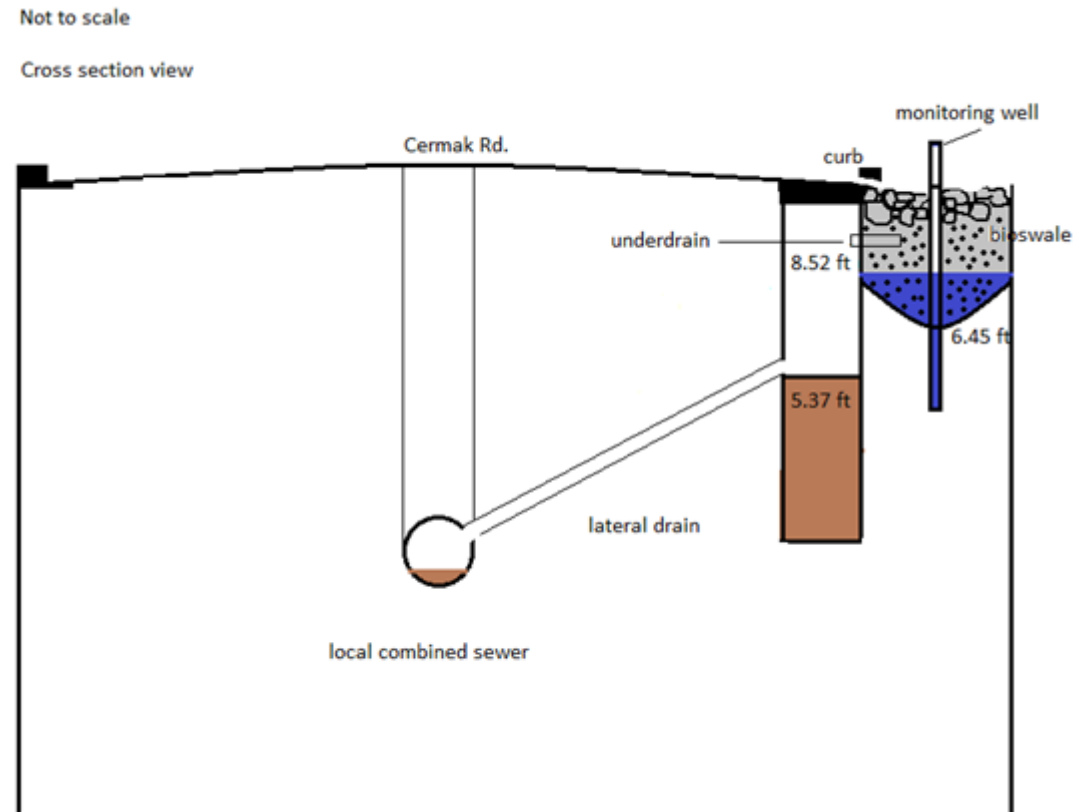 Not to scale
Cross section view
monitoring well
Cermak Rd.
curb
underdrain
bioswale
8.52 ft
6.45 ft
5.37 ft
lateral drain
local combined sewer